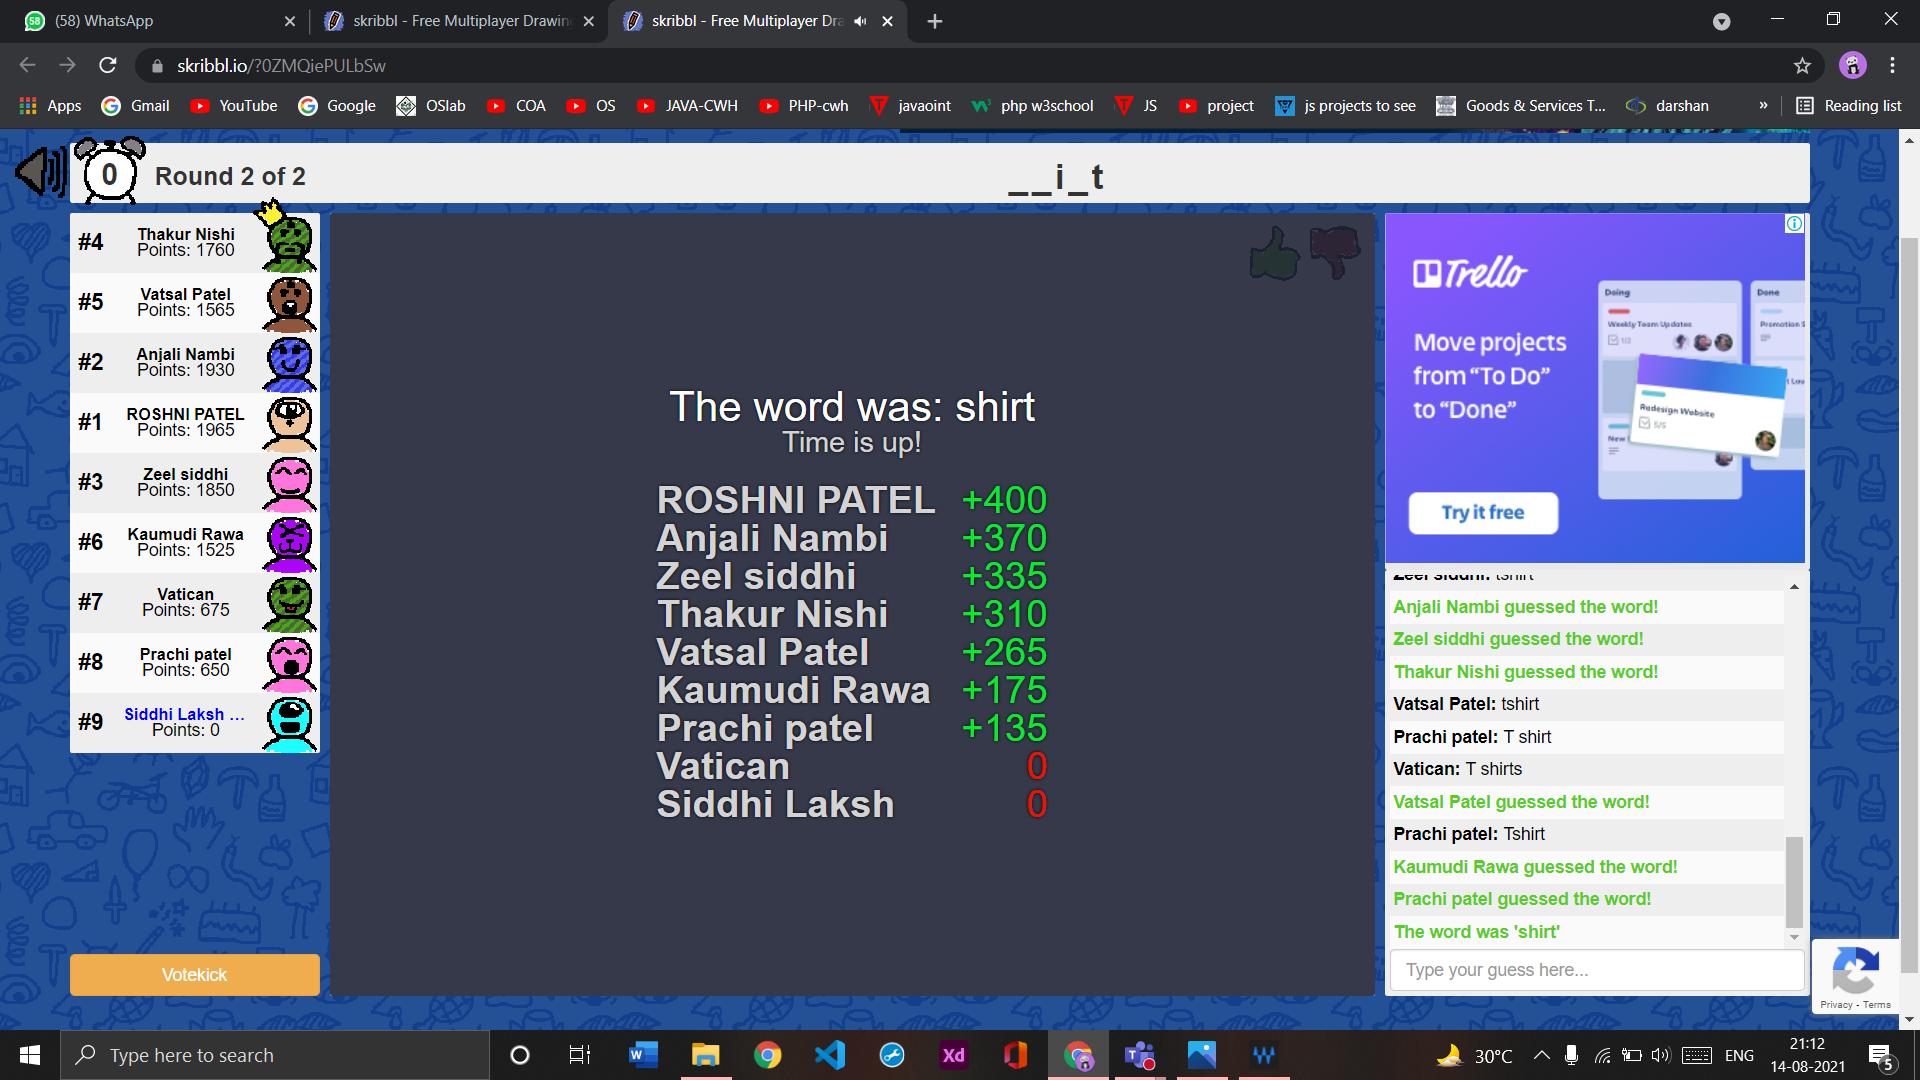 (58) WhatsApp
skribbl - Free Multiplayer Drawin
skribbl - Free Multiplayer Dra
skribbl.io/?0ZMQiePULbSw
Apps Gmail YouTube Google OSlab COA OS JAVA-CWH PHP-cwh javaoint php w3school JS project js projects to see Goods & Services T... darshan » Reading list
0 Round 2 of 2 __i_t
#4 Thakur Nishi
Points: 1760
#5 Vatsal Patel
Points: 1565
#2 Anjali Nambi
Points: 1930
#1 ROSHNI PATEL
Points: 1965
#3 Zeel siddhi
Points: 1850
#6 Kaumudi Rawa
Points: 1525
#7 Vatican
Points: 675
#8 Prachi patel
Points: 650
#9 Siddhi Laksh ...
Points: 0
Votekick
The word was: shirt
Time is up!
ROSHNI PATEL +400
Anjali Nambi +370
Zeel siddhi +335
Thakur Nishi +310
Vatsal Patel +265
Kaumudi Rawa +175
Prachi patel +135
Vatican 0
Siddhi Laksh 0
Trello
Move projects
from “To Do”
to “Done”
Try it free
Doing
Weekly Team Updates
1/2
Done
Promotion S
Redesign Website
5/5
Zeel siddhi: tshirt
Anjali Nambi guessed the word!
Zeel siddhi guessed the word!
Thakur Nishi guessed the word!
Vatsal Patel: tshirt
Prachi patel: T shirt
Vatican: T shirts
Vatsal Patel guessed the word!
Prachi patel: Tshirt
Kaumudi Rawa guessed the word!
Prachi patel guessed the word!
The word was 'shirt'
Type your guess here...
Privacy - Terms
Type here to search
30°C
ENG
21:12
14-08-2021
5